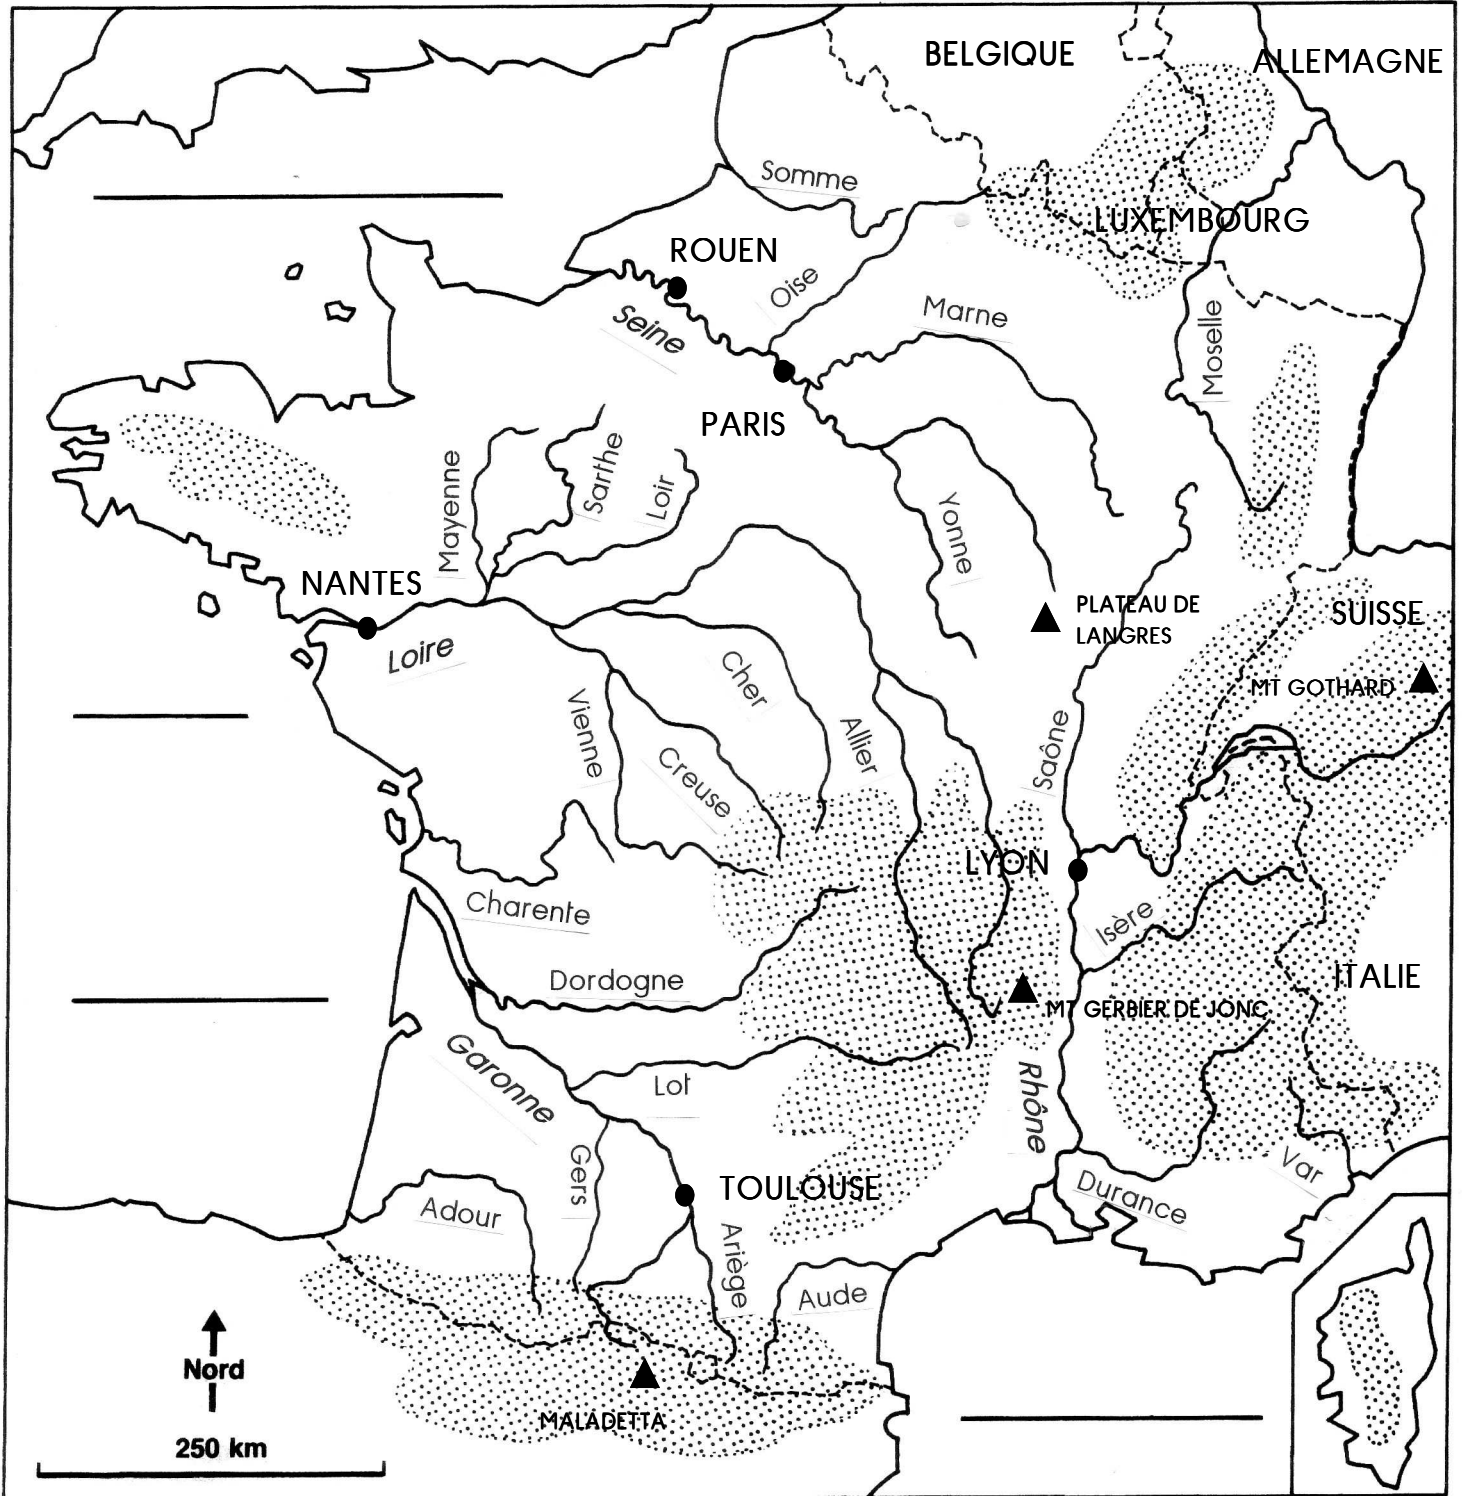 BELGIQUE
ALLEMAGNE
Somme
LUXEMBOURG
ROUEN
Oise
Seine
Marne
Moselle
PARIS
Mayenne
Sarthe
Loir
Yonne
NANTES
PLATEAU DE
LANGRES
SUISSE
Loire
Cher
MT GOTHARD
Vienne
Allier
Saône
Creuse
LYON
Charente
Isère
Dordogne
ITALIE
MT GERBIER DE JONC
Garonne
Lot
Rhône
Gers
Var
TOULOUSE
Durance
Adour
Ariège
Aude
Nord
MALADETTA
250 km